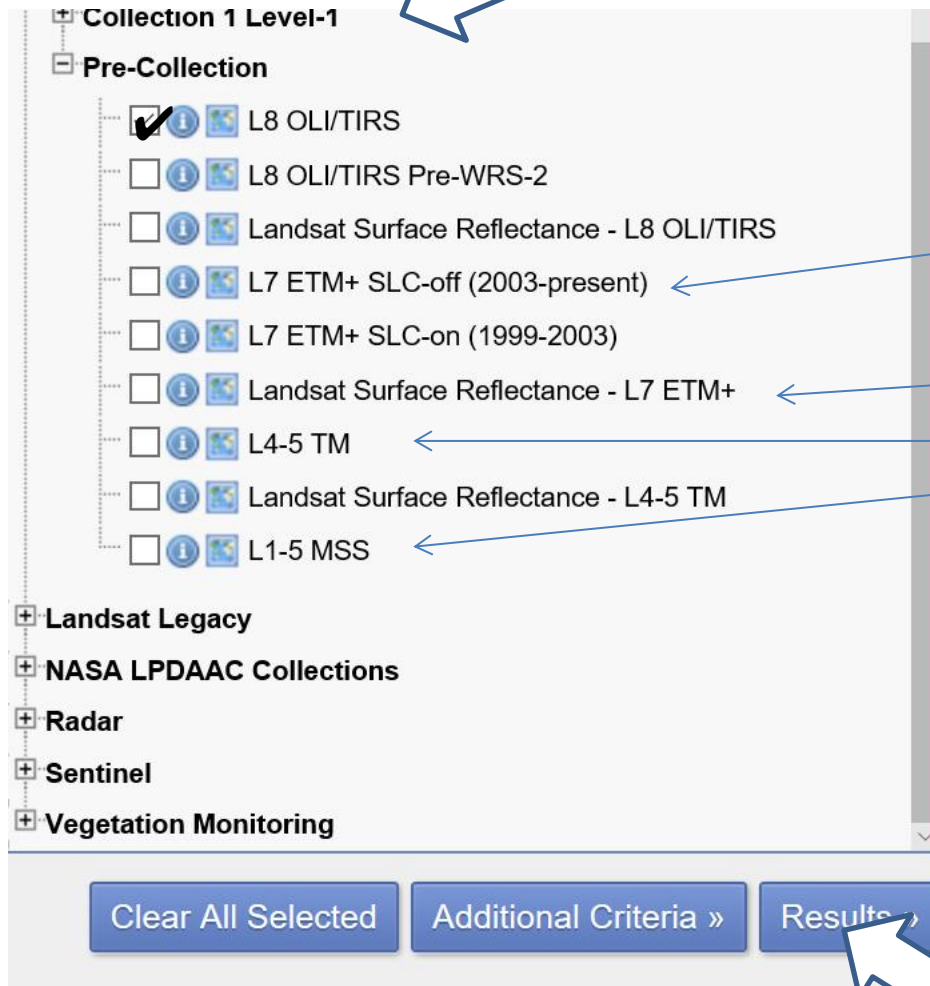 Collection 1 Level-1
Pre-Collection
L8 OLI/TIRS
L8 OLI/TIRS Pre-WRS-2
Landsat Surface Reflectance - L8 OLI/TIRS
L7 ETM+ SLC-off (2003-present)
L7 ETM+ SLC-on (1999-2003)
Landsat Surface Reflectance - L7 ETM+
L4-5 TM
Landsat Surface Reflectance - L4-5 TM
L1-5 MSS
Landsat Legacy
NASA LPDAAC Collections
Radar
Sentinel
Vegetation Monitoring
Clear All Selected Additional Criteria » Results »